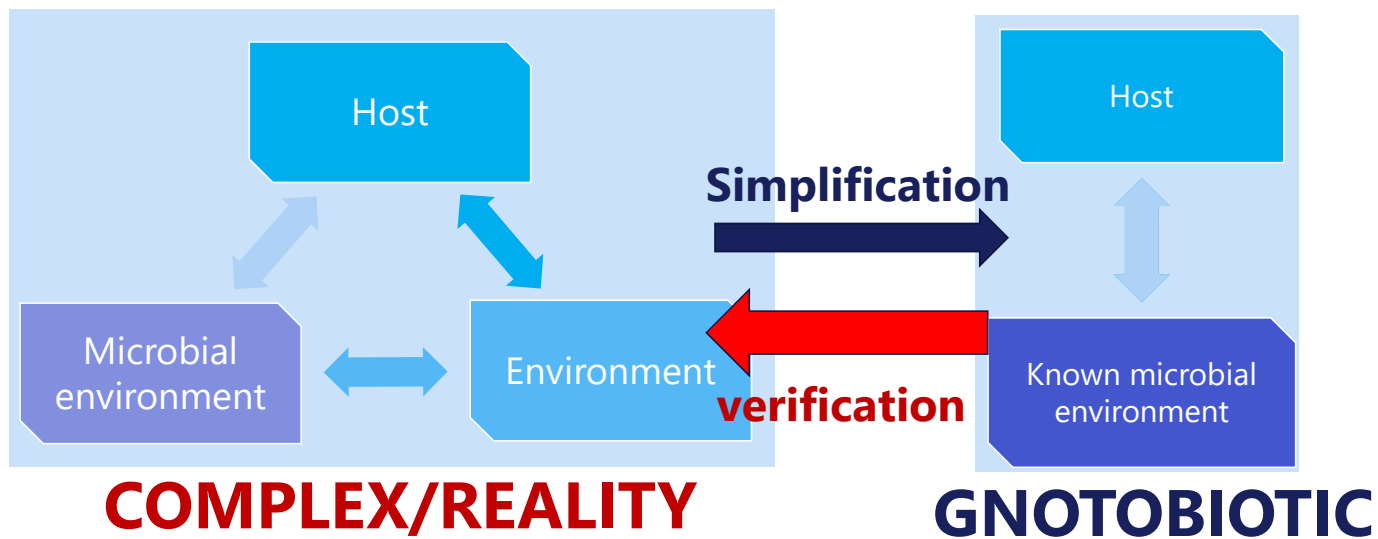 Host
Microbial
environment
Environment
COMPLEX/REALITY
Simplification
verification
Host
Known microbial
environment
GNOTOBIOTIC